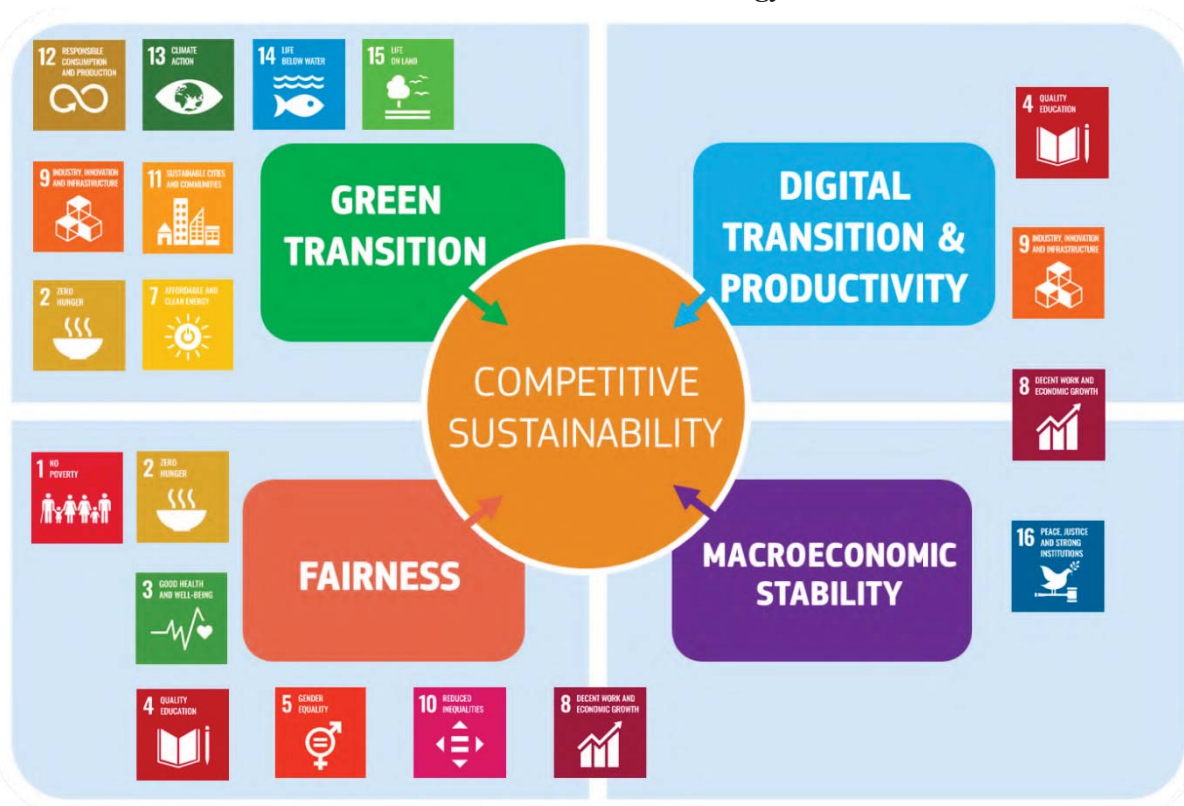 12 RESPONSIBLE
CONSUMPTION
AND PRODUCTION
13 CLIMATE
ACTION
14 LIFE
BELOW WATER
15 LIFE
ON LAND
9 INDUSTRY, INNOVATION
AND INFRASTRUCTURE
11 SUSTAINABLE CITIES
AND COMMUNITIES
2 ZERO
HUNGER
7 AFFORDABLE AND
CLEAN ENERGY
GREEN
TRANSITION
DIGITAL
TRANSITION &
PRODUCTIVITY
4 QUALITY
EDUCATION
9 INDUSTRY, INNOVATION
AND INFRASTRUCTURE
8 DECENT WORK AND
ECONOMIC GROWTH
COMPETITIVE
SUSTAINABILITY
1 NO
POVERTY
2 ZERO
HUNGER
3 GOOD HEALTH
AND WELL-BEING
FAIRNESS
4 QUALITY
EDUCATION
5 GENDER
EQUALITY
10 REDUCED
INEQUALITIES
8 DECENT WORK AND
ECONOMIC GROWTH
MACROECONOMIC
STABILITY
16 PEACE, JUSTICE
AND STRONG
INSTITUTIONS